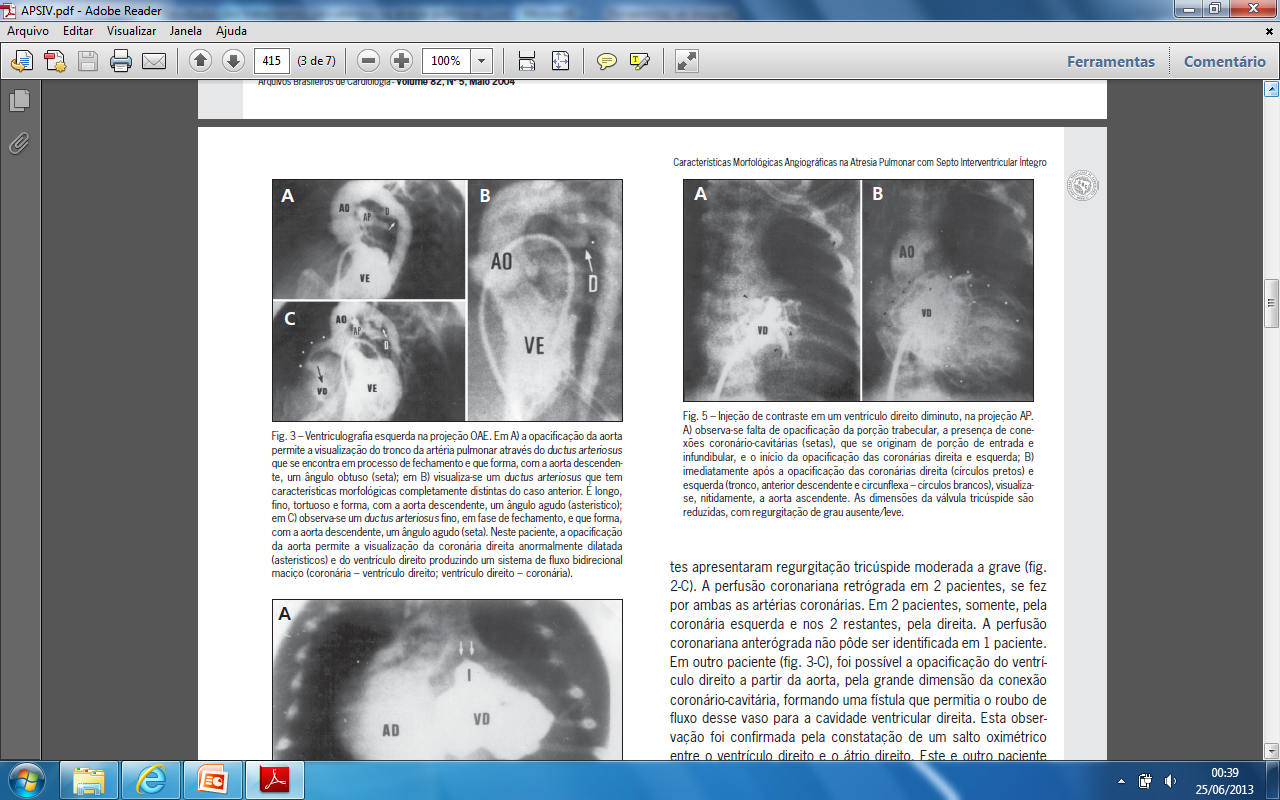 APSIV.pdf - Adobe Reader
Arquivo Editar Visualizar Janela Ajuda
415 (3 de 7) 100% Ferramentas Comentário
Arquivos Brasileiros de Cardiologia - Volume 82, Nº 5, Maio 2004
Características Morfológicas Angiográficas na Atresia Pulmonar com Septo Interventricular Íntegro
A
AO
D
AP
VE
B
AO
D
VE
C
AO
AP
D
VD
VE
Fig. 3 – Ventriculografia esquerda na projeção OAE. Em A) a opacificação da aorta
permite a visualização do tronco da artéria pulmonar através do ductus arteriosus
que se encontra em processo de fechamento e que forma, com a aorta descenden-
te, um ângulo obtuso (seta); em B) visualiza-se um ductus arteriosus que tem
características morfológicas completamente distintas do caso anterior. É longo,
fino, tortuoso e forma, com a aorta descendente, um ângulo agudo (asterístico);
em C) observa-se um ductus arteriosus fino, em fase de fechamento, e que forma,
com a aorta descendente, um ângulo agudo (seta). Neste paciente, a opacificação
da aorta permite a visualização da coronária direita anormalmente dilatada
(asteristicos) e do ventrículo direito produzindo um sistema de fluxo bidirecional
maciço (coronária – ventrículo direito; ventrículo direito – coronária).
A
I
AD
VD
A
VD
B
AO
VD
Fig. 5 – Injeção de contraste em um ventrículo direito diminuto, na projeção AP.
A) observa-se falta de opacificação da porção trabecular, a presença de cone-
xões coronário-cavitárias (setas), que se originam de porção de entrada e
infundibular, e o início da opacificação das coronárias direita e esquerda; B)
imediatamente após a opacificação das coronárias direita (círculos pretos) e
esquerda (tronco, anterior descendente e circunflexa – círculos brancos), visualiza-
se, nitidamente, a aorta ascendente. As dimensões da válvula tricúspide são
reduzidas, com regurgitação de grau ausente/leve.
tes apresentaram regurgitação tricúspide moderada a grave (fig.
2-C). A perfusão coronariana retrógrada em 2 pacientes, se fez
por ambas as artérias coronárias. Em 2 pacientes, somente, pela
coronária esquerda e nos 2 restantes, pela direita. A perfusão
coronariana anterógrada não pôde ser identificada em 1 paciente.
Em outro paciente (fig. 3-C), foi possível a opacificação do ventrí-
culo direito a partir da aorta, pela grande dimensão da conexão
coronário-cavitária, formando uma fístula que permitia o roubo de
fluxo desse vaso para a cavidade ventricular direita. Esta obser-
vação foi confirmada pela constatação de um salto oximétrico
entre o ventrículo direito e o átrio direito. Este e outro paciente
00:39
25/06/2013